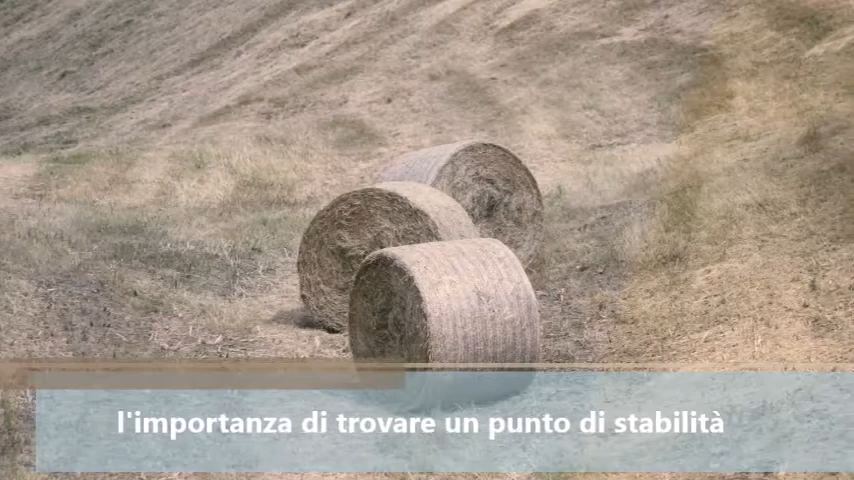 l'importanza di trovare un punto di stabilità